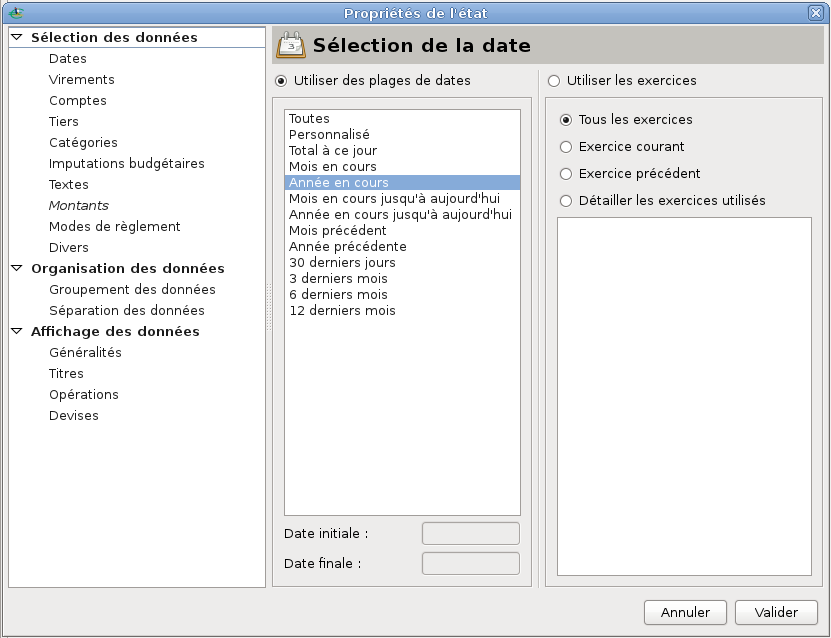 Propriétés de l'état
Sélection des données
Dates
Virements
Comptes
Tiers
Catégories
Imputations budgétaires
Textes
Montants
Modes de règlement
Divers
Organisation des données
Groupement des données
Séparation des données
Affichage des données
Généralités
Titres
Opérations
Devises
3
Sélection de la date
Utiliser des plages de dates
Toutes
Personnalisé
Total à ce jour
Mois en cours
Année en cours
Mois en cours jusqu'à aujourd'hui
Année en cours jusqu'à aujourd'hui
Mois précédent
Année précédente
30 derniers jours
3 derniers mois
6 derniers mois
12 derniers mois
Date initiale :
Date finale :
Utiliser les exercices
Tous les exercices
Exercice courant
Exercice précédent
Détailler les exercices utilisés
Annuler
Valider